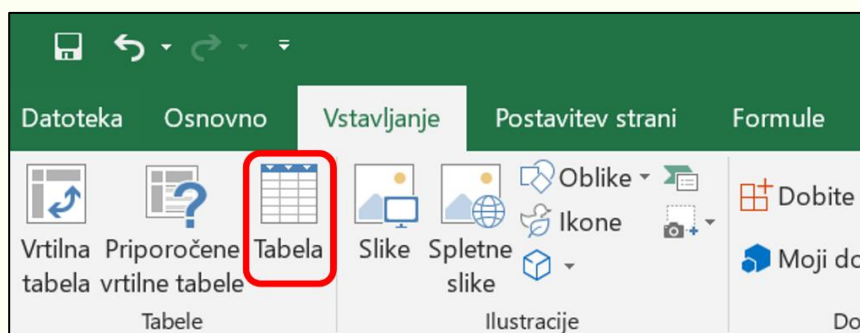 Datoteka Osnovno Vstavljanje Postavitev strani Formule
Vrtilna tabela
Priporočene vrtilne tabele
Tabela
Slike
Spletne slike
Oblike
Ikone
Dobite
Moji
Tabele
Ilustracije